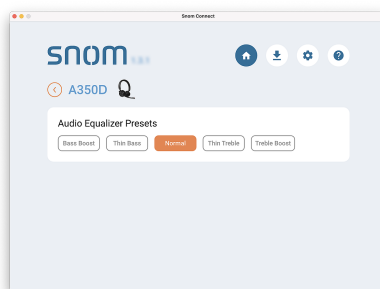 Snom Connect
snom
A350D
Audio Equalizer Presets
Bass Boost Thin Bass Normal Thin Treble Treble Boost